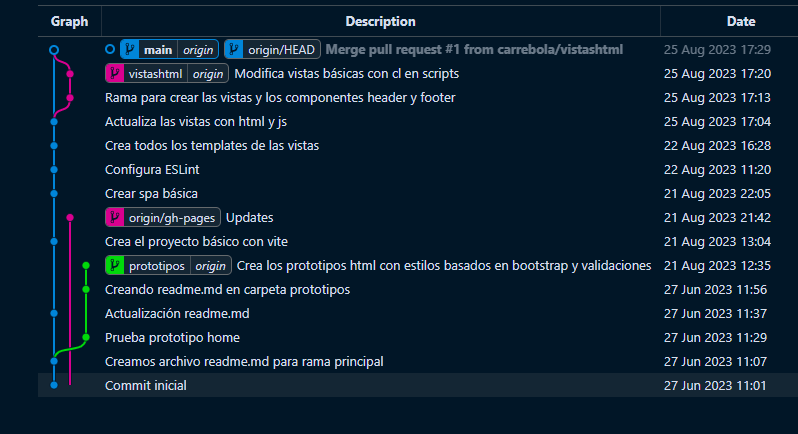 Graph Description Date
main origin origin/HEAD Merge pull request #1 from carrebola/vistashtml 25 Aug 2023 17:29
vistashtml origin Modifica vistas básicas con cl en scripts 25 Aug 2023 17:20
Rama para crear las vistas y los componentes header y footer 25 Aug 2023 17:13
Actualiza las vistas con html y js 25 Aug 2023 17:04
Crea todos los templates de las vistas 22 Aug 2023 16:28
Configura ESLint 22 Aug 2023 11:20
Crear spa básica 21 Aug 2023 22:05
origin/gh-pages Updates 21 Aug 2023 21:42
Crea el proyecto básico con vite 21 Aug 2023 13:04
prototipos origin Crea los prototipos html con estilos basados en bootstrap y validaciones 21 Aug 2023 12:35
Creando readme.md en carpeta prototipos 27 Jun 2023 11:56
Actualización readme.md 27 Jun 2023 11:37
Prueba prototipo home 27 Jun 2023 11:29
Creamos archivo readme.md para rama principal 27 Jun 2023 11:07
Commit inicial 27 Jun 2023 11:01